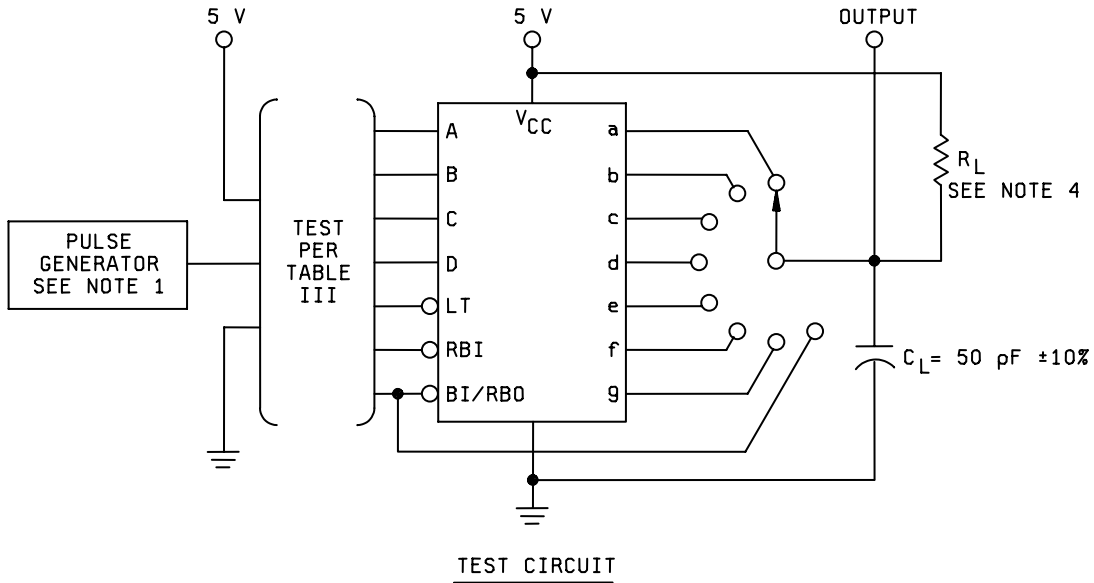 5 V
5 V
OUTPUT
VCC
A
B
C
D
LT
RBI
BI/RBO
a
b
c
d
e
f
g
PULSE
GENERATOR
SEE NOTE 1
TEST
PER
TABLE
III
RL
SEE NOTE 4
CL= 50 pF ±10%
TEST CIRCUIT